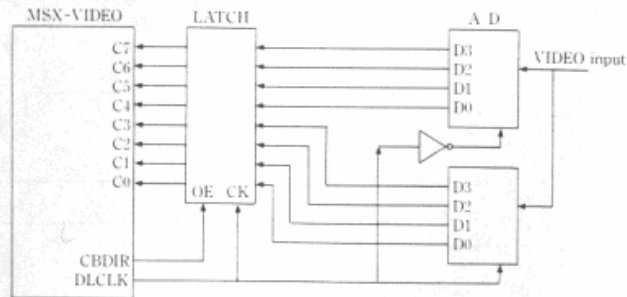 MSX-VIDEO
LATCH
A D
C7
C6
C5
C4
C3
C2
C1
C0
OE CK
CBDIR
DLCLK
D3
D2
D1
D0
VIDEO input
D3
D2
D1
D0